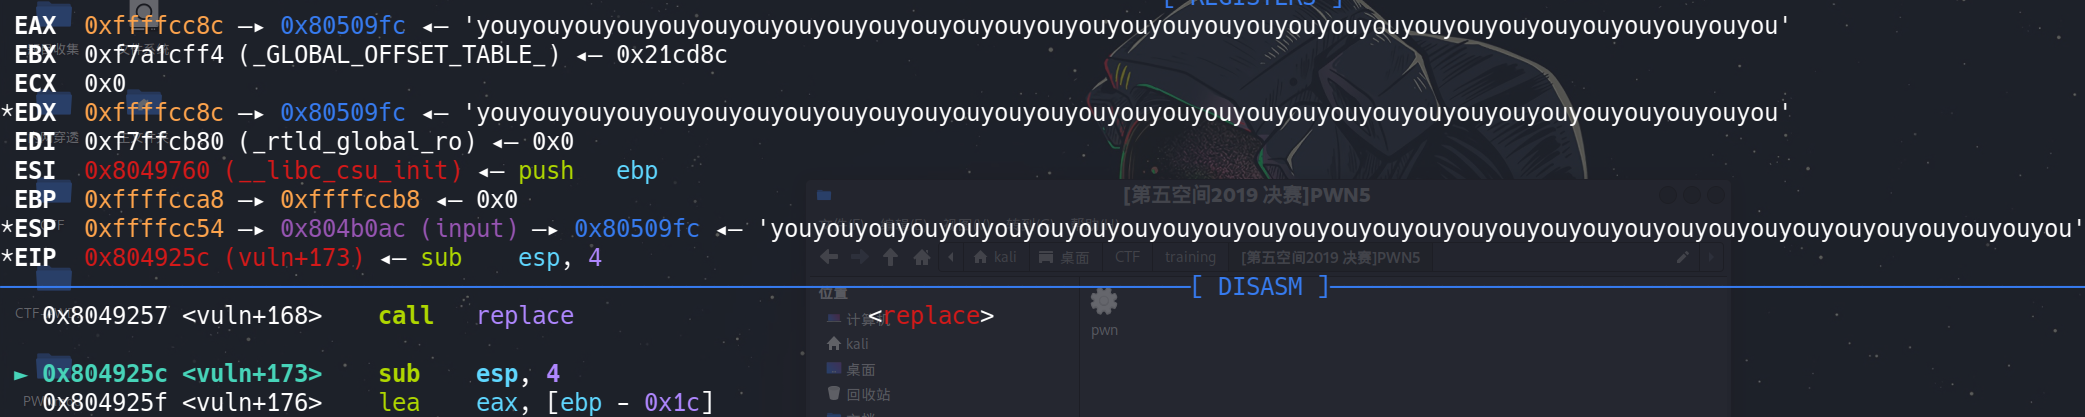 [ REGISTERS ]
EAX  0xffffcc8c —▸ 0x80509fc ◂— 'youyouyouyouyouyouyouyouyouyouyouyouyouyouyouyouyouyouyouyouyouyouyouyouyouyouyouyouyouyouyou'
EBX  0xf7a1cff4 (_GLOBAL_OFFSET_TABLE_) ◂— 0x21cd8c
ECX  0x0
*EDX  0xffffcc8c —▸ 0x80509fc ◂— 'youyouyouyouyouyouyouyouyouyouyouyouyouyouyouyouyouyouyouyouyouyouyouyouyouyouyouyouyouyouyou'
EDI  0xf7ffcb80 (_rtld_global_ro) ◂— 0x0
ESI  0x8049760 (__libc_csu_init) ◂— push   ebp
EBP  0xffffcca8 —▸ 0xffffccb8 ◂— 0x0
*ESP  0xffffcc54 —▸ 0x804b0ac (input) —▸ 0x80509fc ◂— 'youyouyouyouyouyouyouyouyouyouyouyouyouyouyouyouyouyouyouyouyouyouyouyouyouyouyouyouyouyouyou'
*EIP  0x804925c (vuln+173) ◂— sub    esp, 4
[ DISASM ]
0x8049257 <vuln+168>    call   replace                     <replace>
► 0x804925c <vuln+173>    sub    esp, 4
0x804925f <vuln+176>    lea    eax, [ebp - 0x1c]
[第五空间2019 决赛]PWN5
kali
桌面
CTF
training
[第五空间2019 决赛]PWN5
位置
计算机
kali
桌面
回收站
pwn